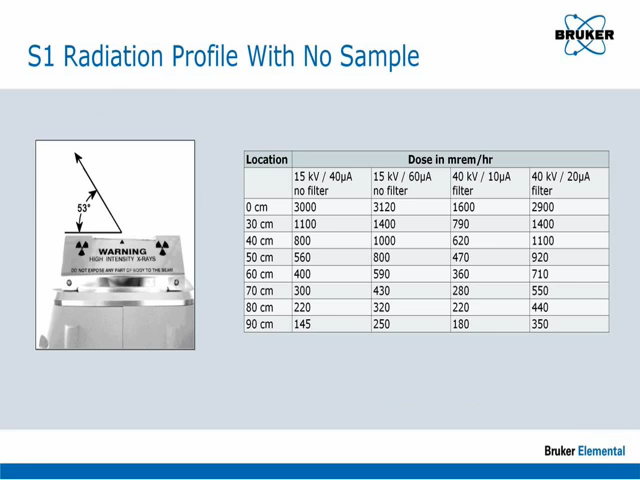 BRUKER
S1 Radiation Profile With No Sample
53°
WARNING
HIGH INTENSITY X-RAYS
DO NOT EXPOSE ANY PART OF BODY TO THE BEAM
Location Dose in mrem/hr
15 kV / 40µA 15 kV / 60µA 40 kV / 10µA 40 kV / 20µA
no filter no filter filter filter
0 cm 3000 3120 1600 2900
30 cm 1100 1400 790 1400
40 cm 800 1000 620 1100
50 cm 560 800 470 920
60 cm 400 590 360 710
70 cm 300 430 280 550
80 cm 220 320 220 440
90 cm 145 250 180 350
Bruker Elemental